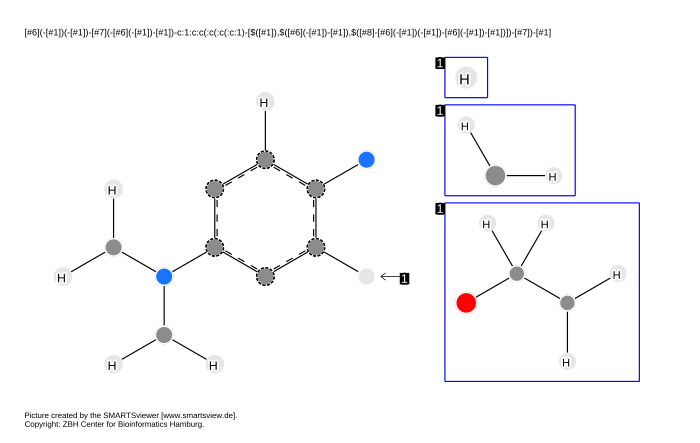 [#6](-[#1])(-[#1])-[#7](-[#6](-[#1])-[#1])-c:1:c:c(:c(:c(:c:1)-[$([#1]),$([#6](-[#1])-[#1]),$([#8]-[#6](-[#1])(-[#1])-[#6](-[#1])-[#1])])-[#7])-[#1]
1
H
1
H
H
H
H
1
H
H
H
H
1
H
H
H
H
Picture created by the SMARTSviewer [www.smartsview.de].
Copyright: ZBH Center for Bioinformatics Hamburg.